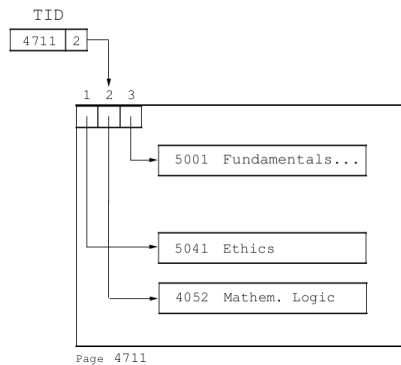 TID
4711 2
1 2 3
5001 Fundamentals...
5041 Ethics
4052 Mathem. Logic
Page 4711